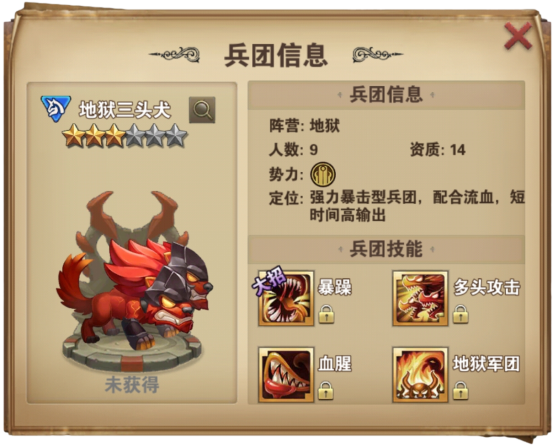 兵团信息
地狱三头犬
未获得
兵团信息
阵营: 地狱
人数: 9 资质: 14
势力:
定位: 强力暴击型兵团，配合流血，短
时间高输出
兵团技能
大招 暴躁 多头攻击
血腥 地狱军团